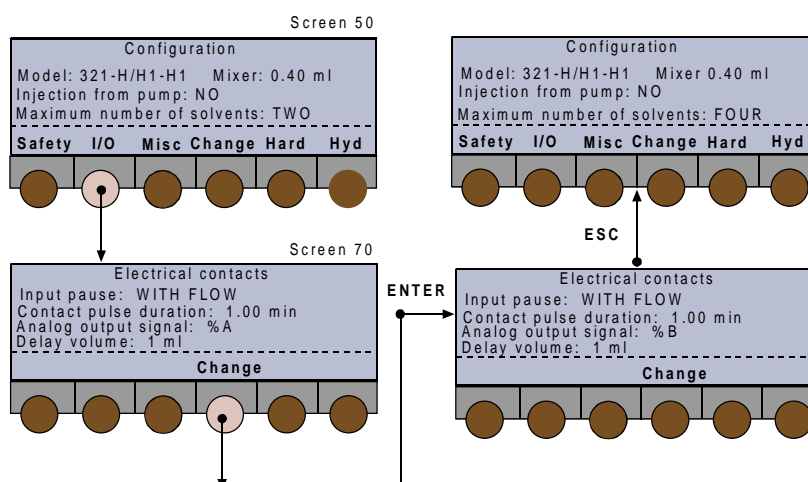 Screen 50
Configuration
Model: 321-H/H1-H1 Mixer: 0.40 ml
Injection from pump: NO
Maximum number of solvents: TWO
Safety I/O Misc Change Hard Hyd
Configuration
Model: 321-H/H1-H1 Mixer 0.40 ml
Injection from pump: NO
Maximum number of solvents: FOUR
Safety I/O Misc Change Hard Hyd
Screen 70
Electrical contacts
Input pause: WITH FLOW
Contact pulse duration: 1.00 min
Analog output signal: %A
Delay volume: 1 ml
Change
ENTER
ESC
Electrical contacts
Input pause: WITH FLOW
Contact pulse duration: 1.00 min
Analog output signal: %B
Delay volume: 1 ml
Change